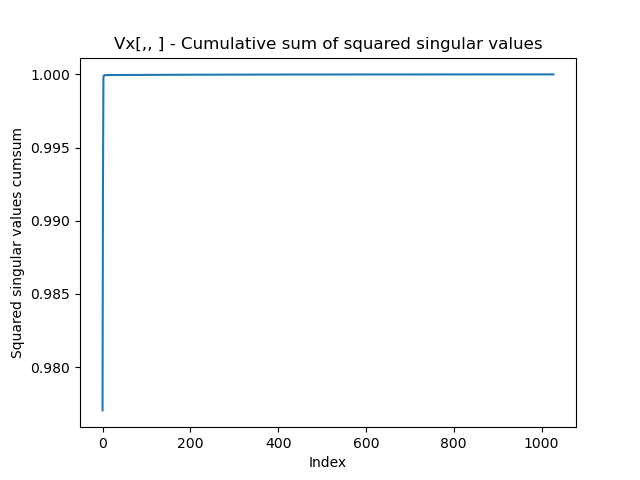 Vx[,, ] - Cumulative sum of squared singular values
1.000
0.995
0.990
0.985
0.980
Squared singular values cumsum
0 200 400 600 800 1000
Index